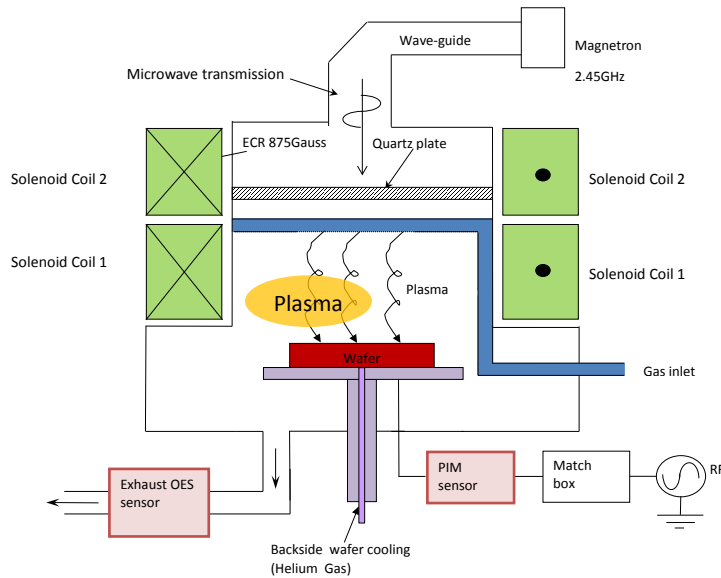 Wave-guide
Magnetron
2.45GHz
Microwave transmission
ECR 875Gauss
Quartz plate
Solenoid Coil 2
Solenoid Coil 2
Solenoid Coil 1
Solenoid Coil 1
Plasma
Plasma
Wafer
Gas inlet
Exhaust OES
sensor
PIM
sensor
Match
box
RF
Backside wafer cooling
(Helium Gas)